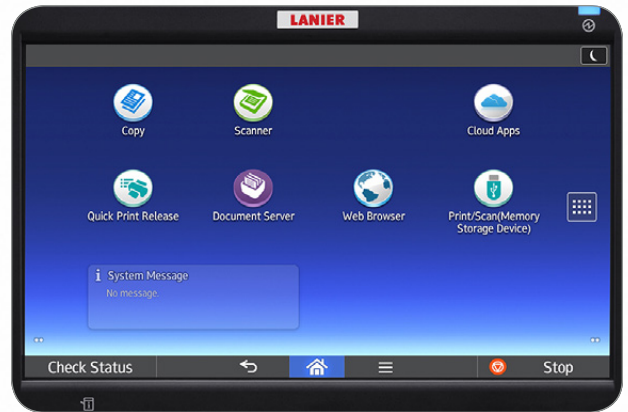 LANIER
Copy
Scanner
Cloud Apps
Quick Print Release
Document Server
Web Browser
Print/Scan(Memory
Storage Device)
i System Message
No message.
Check Status
Stop